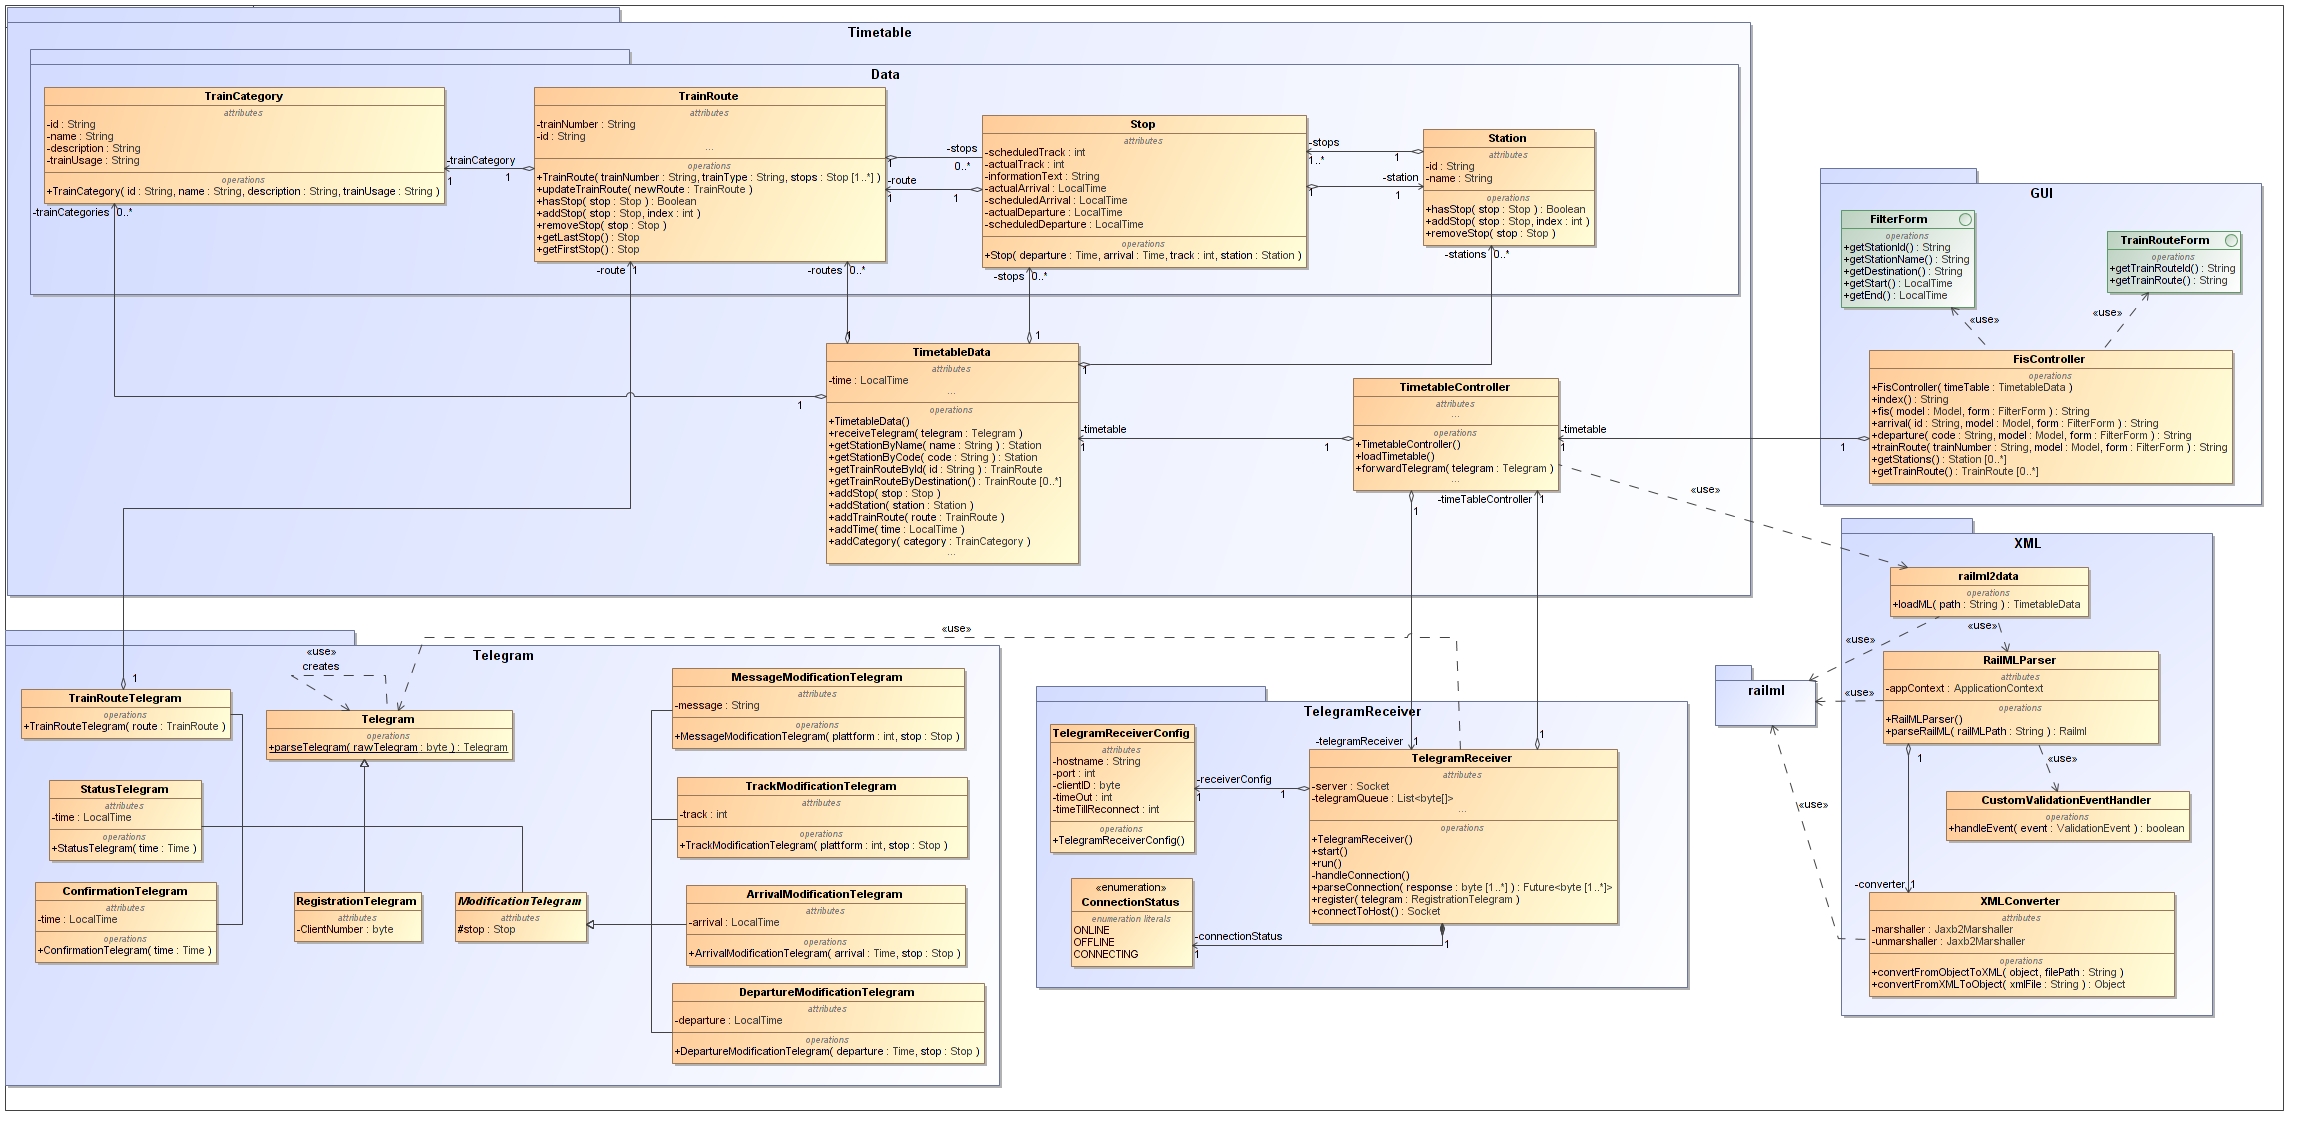 Timetable
Data
TrainCategory
attributes
-id : String
-name : String
-description : String
-trainUsage : String
operations
+TrainCategory( id : String, name : String, description : String, trainUsage : String )
-trainCategories 0..*
-trainCategory
1
1
TrainRoute
attributes
-trainNumber : String
-id : String
...
operations
+TrainRoute( trainNumber : String, trainType : String, stops : Stop [1..*] )
+updateTrainRoute( newRoute : TrainRoute )
+hasStop( stop : Stop ) : Boolean
+addStop( stop : Stop, index : int )
+removeStop( stop : Stop )
+getLastStop() : Stop
+getFirstStop() : Stop
-route 1
-routes 0..*
-stops
1
0..*
-route
1
1
Stop
attributes
-scheduledTrack : int
-actualTrack : int
-informationText : String
-actualArrival : LocalTime
-scheduledArrival : LocalTime
-actualDeparture : LocalTime
-scheduledDeparture : LocalTime
operations
+Stop( departure : Time, arrival : Time, track : int, station : Station )
-stops 0..*
-stops
1..*
1
-station
1
1
Station
attributes
-id : String
-name : String
operations
+hasStop( stop : Stop ) : Boolean
+addStop( stop : Stop, index : int )
+removeStop( stop : Stop )
-stations 0..*
1
1
1
1
TimetableData
attributes
-time : LocalTime
...
operations
+TimetableData()
+receiveTelegram( telegram : Telegram )
+getStationByName( name : String ) : Station
+getStationByCode( code : String ) : Station
+getTrainRouteById( id : String ) : TrainRoute
+getTrainRouteByDestination() : TrainRoute [0..*]
+addStop( stop : Stop )
+addStation( station : Station )
+addTrainRoute( route : TrainRoute )
+addTime( time : LocalTime )
+addCategory( category : TrainCategory )
...
-timetable
1
1
TimetableController
attributes
...
operations
+TimetableController()
+loadTimetable()
+forwardTelegram( telegram : Telegram )
...
-timeTableController 1
1
-timetable
1
1
«use»
GUI
FilterForm
operations
+getStationId() : String
+getStationName() : String
+getDestination() : String
+getStart() : LocalTime
+getEnd() : LocalTime
TrainRouteForm
operations
+getTrainRouteId() : String
+getTrainRoute() : String
«use»
«use»
FisController
operations
+FisController( timeTable : TimetableData )
+index() : String
+fis( model : Model, form : FilterForm ) : String
+arrival( id : String, model : Model, form : FilterForm ) : String
+departure( code : String, model : Model, form : FilterForm ) : String
+trainRoute( trainNumber : String, model : Model, form : FilterForm ) : String
+getStations() : Station [0..*]
+getTrainRoute() : TrainRoute [0..*]
XML
railml2data
operations
+loadML( path : String ) : TimetableData
«use»
«use»
railml
«use»
RailMLParser
attributes
-appContext : ApplicationContext
operations
+RailMLParser()
+parseRailML( railMLPath : String ) : Railml
1
«use»
CustomValidationEventHandler
operations
+handleEvent( event : ValidationEvent ) : boolean
«use»
-converter 1
XMLConverter
attributes
-marshaller : Jaxb2Marshaller
-unmarshaller : Jaxb2Marshaller
operations
+convertFromObjectToXML( object, filePath : String )
+convertFromXMLToObject( xmlFile : String ) : Object
Telegram
«use»
«use»
creates
1
TrainRouteTelegram
operations
+TrainRouteTelegram( route : TrainRoute )
Telegram
operations
+parseTelegram( rawTelegram : byte ) : Telegram
StatusTelegram
attributes
-time : LocalTime
operations
+StatusTelegram( time : Time )
ConfirmationTelegram
attributes
-time : LocalTime
operations
+ConfirmationTelegram( time : Time )
RegistrationTelegram
attributes
-ClientNumber : byte
ModificationTelegram
attributes
#stop : Stop
MessageModificationTelegram
attributes
-message : String
operations
+MessageModificationTelegram( plattform : int, stop : Stop )
TrackModificationTelegram
attributes
-track : int
operations
+TrackModificationTelegram( plattform : int, stop : Stop )
ArrivalModificationTelegram
attributes
-arrival : LocalTime
operations
+ArrivalModificationTelegram( arrival : Time, stop : Stop )
DepartureModificationTelegram
attributes
-departure : LocalTime
operations
+DepartureModificationTelegram( departure : Time, stop : Stop )
TelegramReceiver
TelegramReceiverConfig
attributes
-hostname : String
-port : int
-clientID : byte
-timeOut : int
-timeTillReconnect : int
operations
+TelegramReceiverConfig()
-receiverConfig
1
1
-telegramReceiver 1
1
TelegramReceiver
attributes
-server : Socket
-telegramQueue : List<byte[]>
...
operations
+TelegramReceiver()
+start()
+run()
-handleConnection()
+parseConnection( response : byte [1..*] ) : Future<byte [1..*]>
+register( telegram : RegistrationTelegram )
+connectToHost() : Socket
«enumeration»
ConnectionStatus
enumeration literals
ONLINE
OFFLINE
CONNECTING
-connectionStatus
1
1